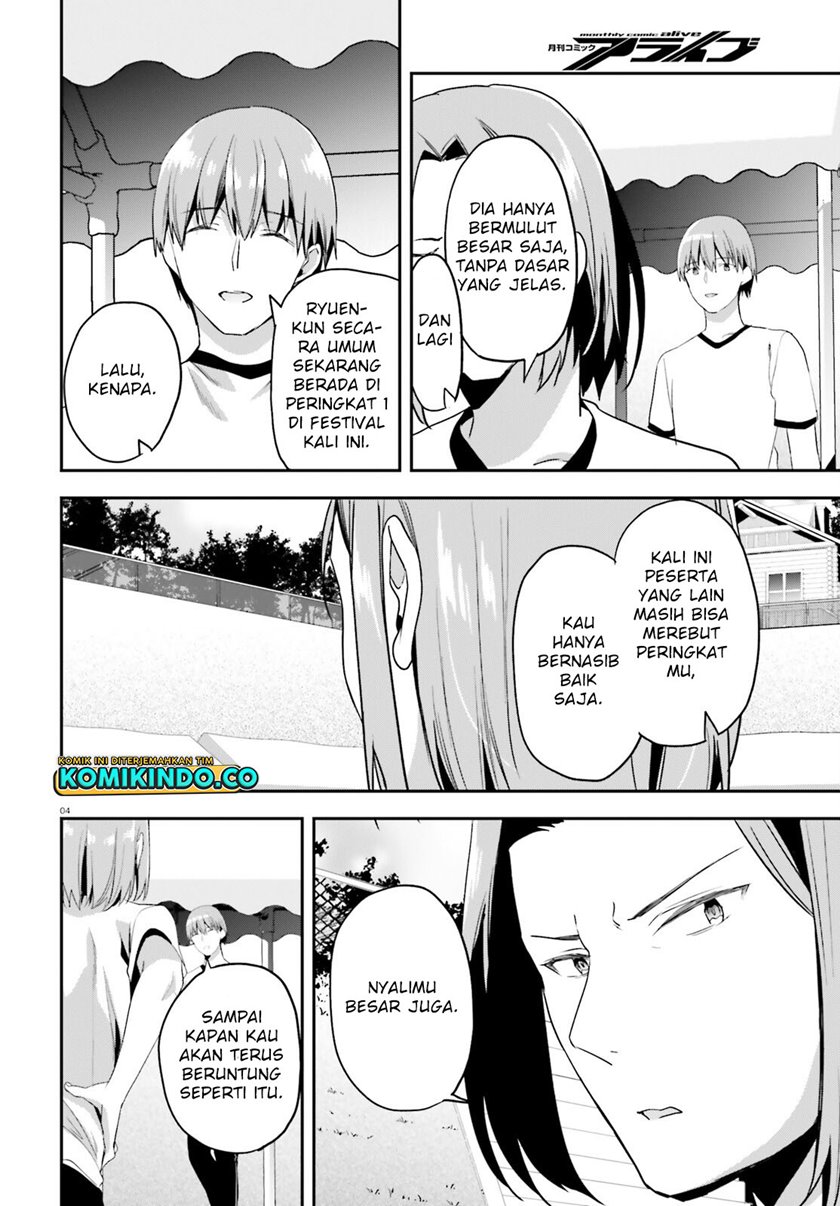 monthly comic alive
月刊コミック
アライブ
DIA HANYA
BERMULUT
BESAR SAJA,
TANPA DASAR
YANG JELAS.
DAN
LAGI
RYUEN-
KUN SECA-
RA UMUM
SEKARANG
BERADA DI
PERINGKAT 1
DI FESTIVAL
KALI INI.
LALU,
KENAPA.
KALI INI
PESERTA
YANG LAIN
MASIH BISA
MEREBUT
PERINGKAT
MU,
KAU
HANYA
BERNASIB
BAIK
SAJA.
KOMIK INI DITERJEMAHKAN TIM
KOMIKINDO.CO
04
NYALIMU
BESAR JUGA.
SAMPAI
KAPAN KAU
AKAN TERUS
BERUNTUNG
SEPERTI ITU.